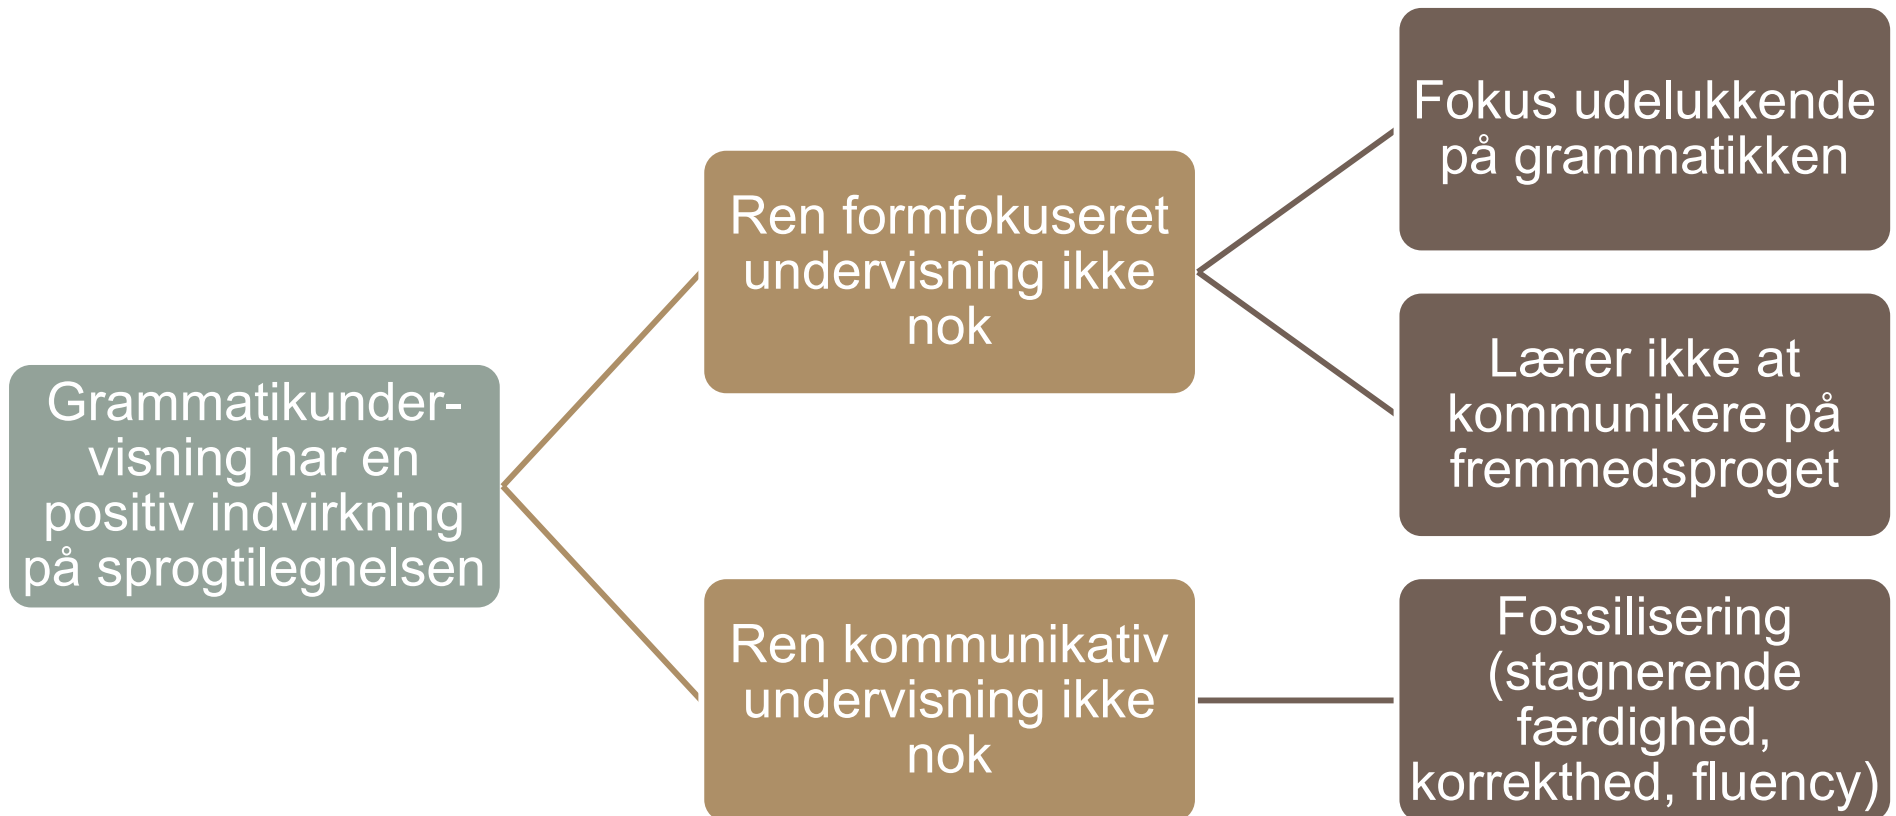 Grammatikunder-
visning har en
positiv indvirkning
på sprogtilegnelsen
Ren formfokuseret
undervisning ikke
nok
Fokus udelukkende
på grammatikken
Lærer ikke at
kommunikere på
fremmedsproget
Ren kommunikativ
undervisning ikke
nok
Fossilisering
(stagnerende
færdighed,
korrekthed, fluency)